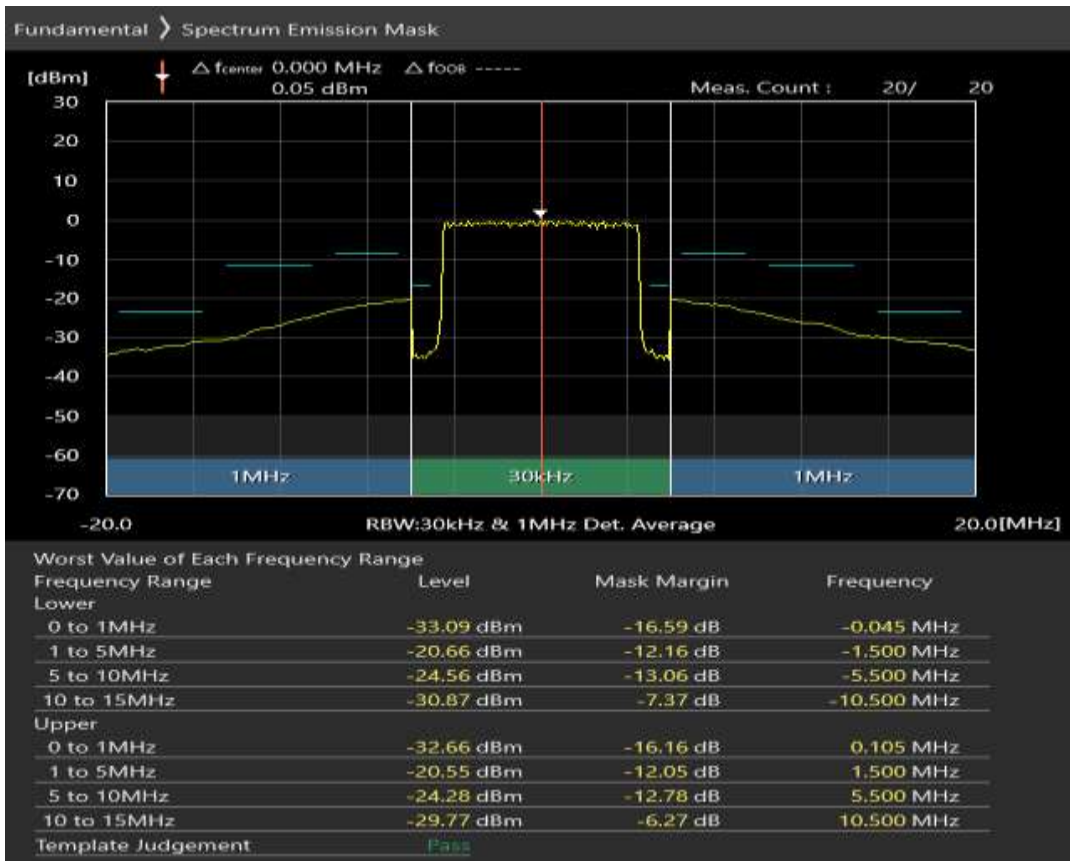 Fundamental ❯ Spectrum Emission Mask
△ fcenter 0.000 MHz △ fOOB -----
[dBm]
0.05 dBm
Meas. Count : 20/ 20
30
20
10
0
-10
-20
-30
-40
-50
-60
1MHz 30kHz 1MHz
-70
-20.0 RBW:30kHz & 1MHz Det. Average 20.0[MHz]
Worst Value of Each Frequency Range
Frequency Range Level Mask Margin Frequency
Lower
0 to 1MHz -33.09 dBm -16.59 dB -0.045 MHz
1 to 5MHz -20.66 dBm -12.16 dB -1.500 MHz
5 to 10MHz -24.56 dBm -13.06 dB -5.500 MHz
10 to 15MHz -30.87 dBm -7.37 dB -10.500 MHz
Upper
0 to 1MHz -32.66 dBm -16.16 dB 0.105 MHz
1 to 5MHz -20.55 dBm -12.05 dB 1.500 MHz
5 to 10MHz -24.28 dBm -12.78 dB 5.500 MHz
10 to 15MHz -29.77 dBm -6.27 dB 10.500 MHz
Template Judgement Pass